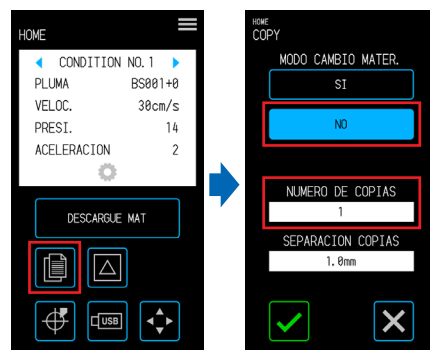 HOME
CONDITION NO.1
PLUMA BS001+0
VELOC. 30cm/s
PRESI. 14
ACELERACION 2
DESCARGUE MAT
USB
HOME
COPY
MODO CAMBIO MATER.
SI
NO
NUMERO DE COPIAS
1
SEPARACION COPIAS
1.0mm